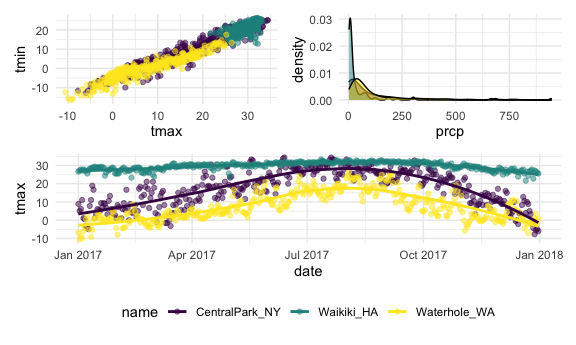 tmin
20
10
0
-10
-10 0 10 20 30
tmax
density
0.03
0.02
0.01
0.00
0 250 500 750
prcp
tmax
30
20
10
0
-10
Jan 2017 Apr 2017 Jul 2017 Oct 2017 Jan 2018
date
name CentralPark_NY Waikiki_HA Waterhole_WA